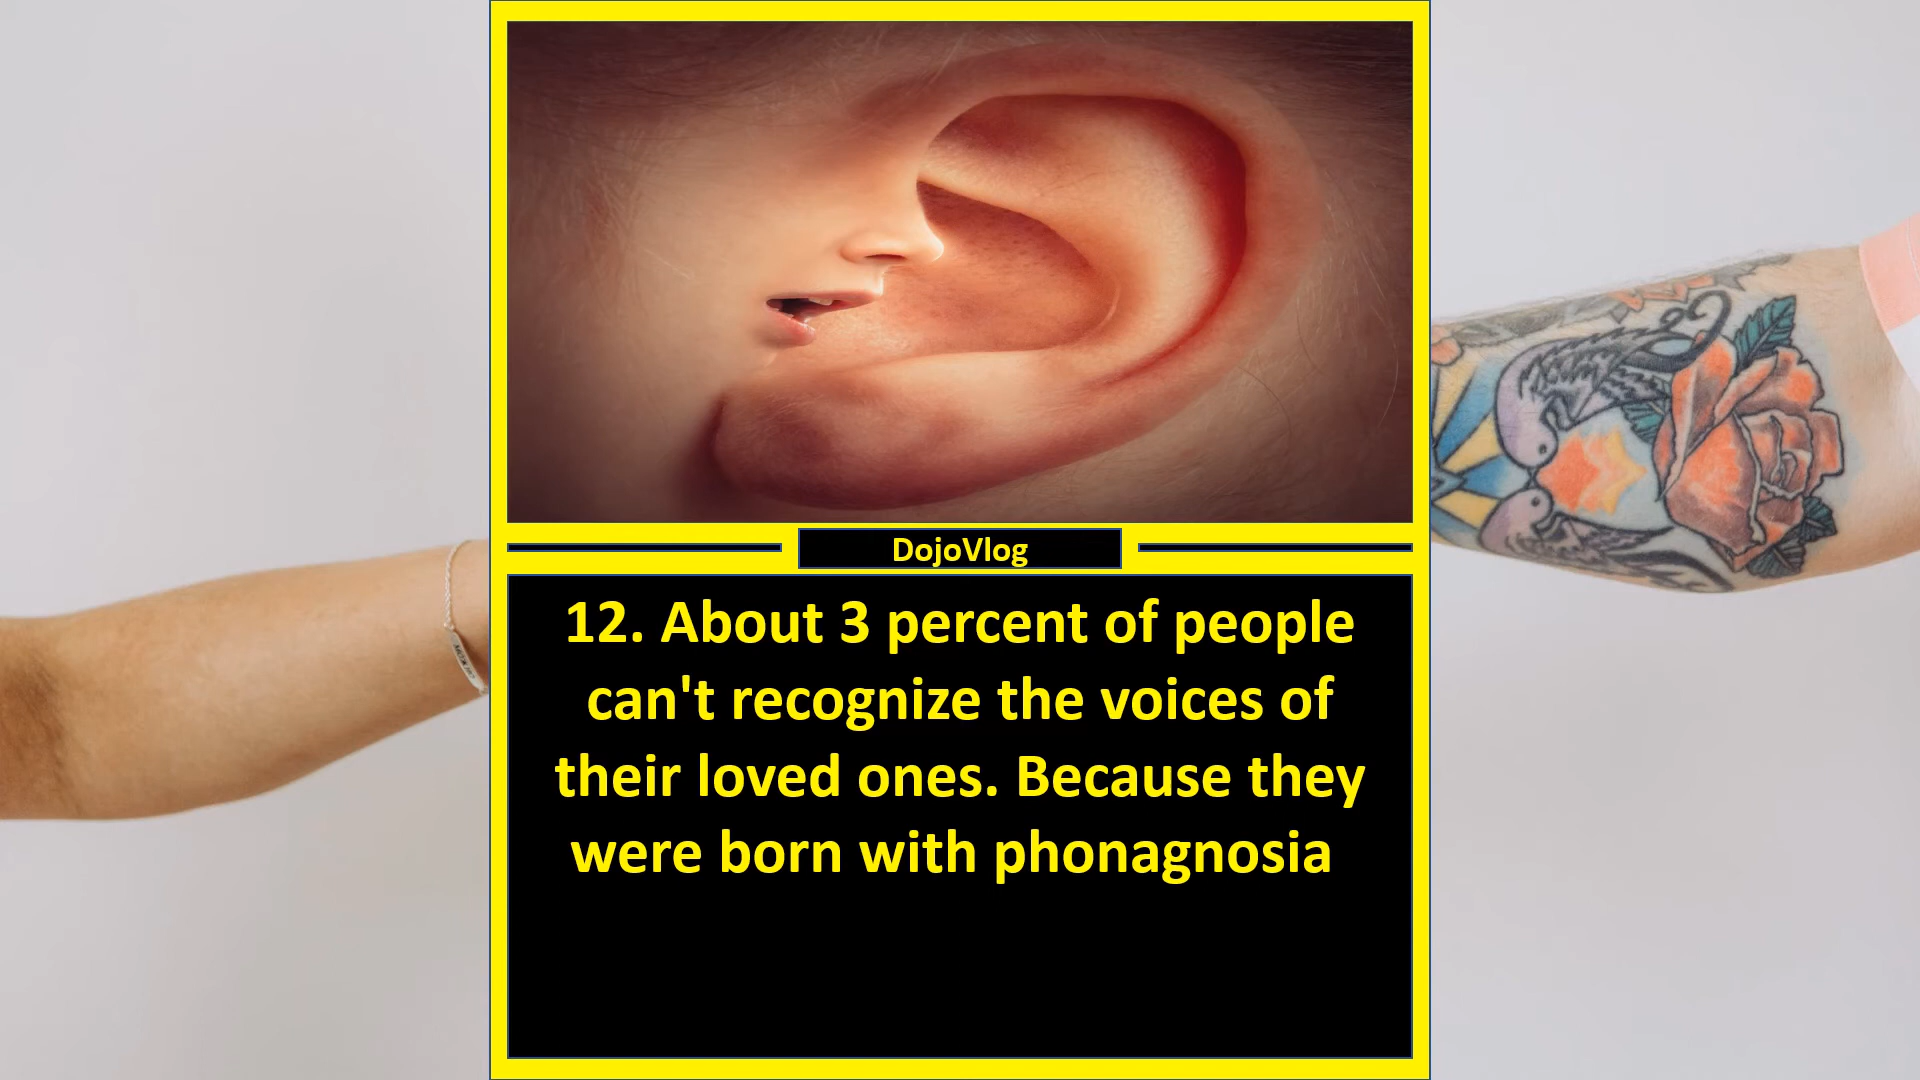 DojoVlog
12. About 3 percent of people
can't recognize the voices of
their loved ones. Because they
were born with phonagnosia